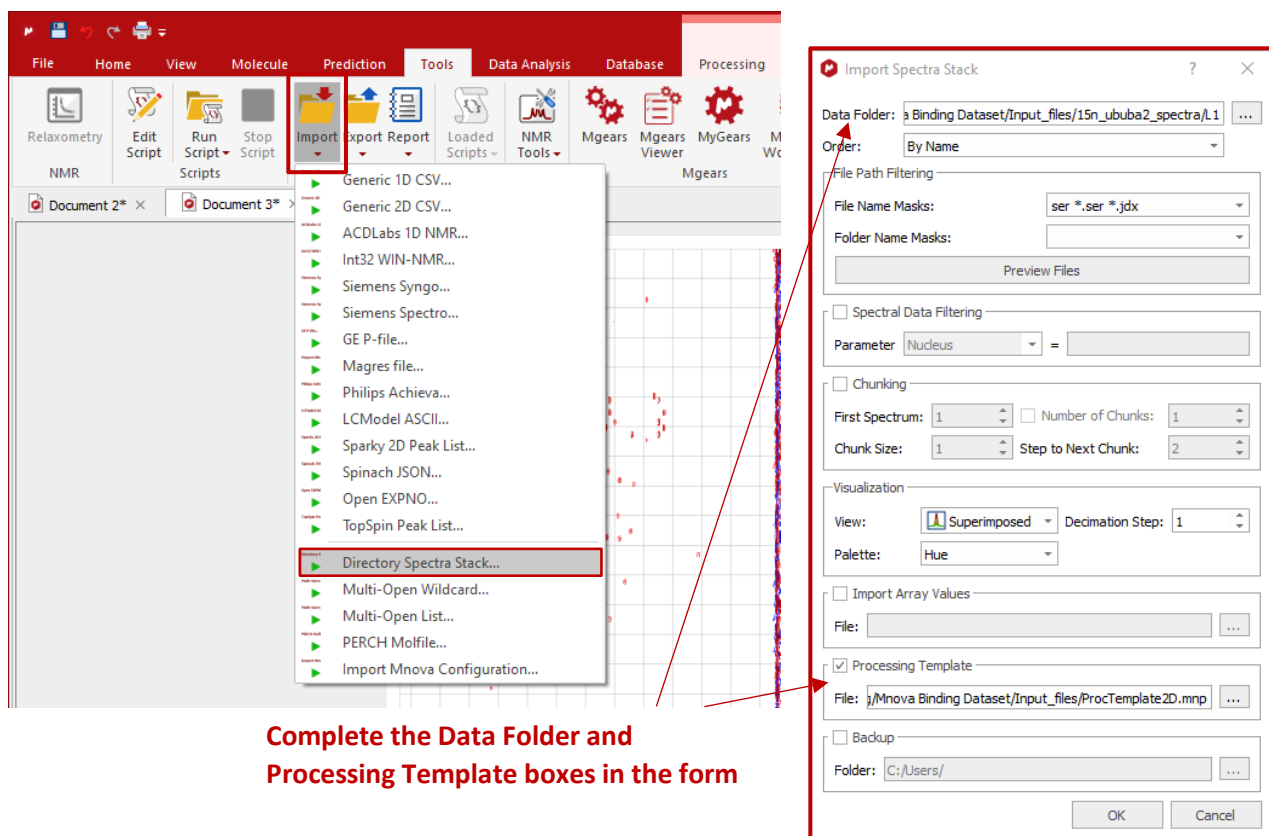 File Home View Molecule Prediction Tools Data Analysis Database Processing
Relaxometry Edit Script Run Script Stop Script Import Export Report Loaded Scripts NMR Tools Mgears Mgears Viewer MyGears
NMR Scripts Mgears
Document 2* Document 3*
Generic 1D CSV...
Generic 2D CSV...
ACDLabs 1D NMR...
Int32 WIN-NMR...
Siemens Syngo...
Siemens Spectro...
GE P-file...
Magres file...
Philips Achieva...
LCModel ASCII...
Sparky 2D Peak List...
Spinach JSON...
Open EXPNO...
TopSpin Peak List...
Directory Spectra Stack...
Multi-Open Wildcard...
Multi-Open List...
PERCH Molfile...
Import Mnova Configuration...
Complete the Data Folder and
Processing Template boxes in the form
Import Spectra Stack ?
Data Folder: a Binding Dataset/Input_files/15n_ububa2_spectra/L1 ...
Order: By Name
File Path Filtering
File Name Masks: ser *.ser *.jdx
Folder Name Masks:
Preview Files
Spectral Data Filtering
Parameter Nucleus =
Chunking
First Spectrum: 1 Number of Chunks: 1
Chunk Size: 1 Step to Next Chunk: 2
Visualization
View: Superimposed Decimation Step: 1
Palette: Hue
Import Array Values
File: ...
Processing Template
File: g/Mnova Binding Dataset/Input_files/ProcTemplate2D.mnp ...
Backup
Folder: C:/Users/ ...
OK Cancel